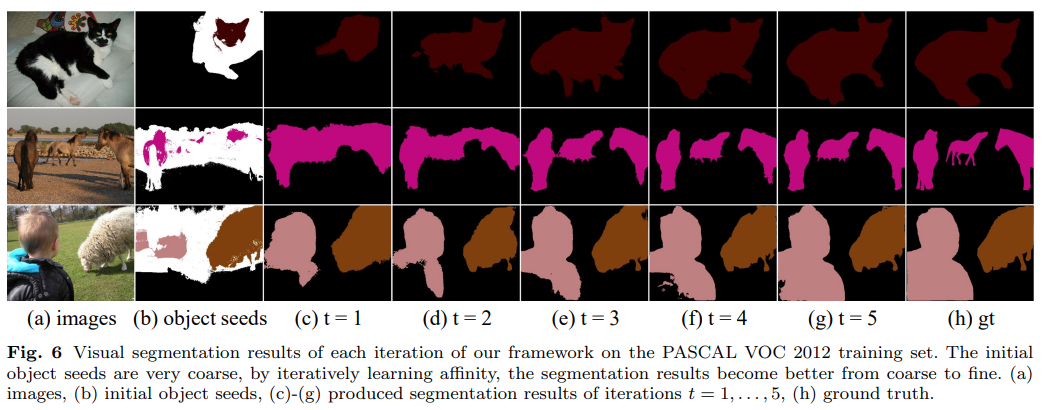 (a) images (b) object seeds (c) t = 1 (d) t = 2 (e) t = 3 (f) t = 4 (g) t = 5 (h) gt
Fig. 6 Visual segmentation results of each iteration of our framework on the PASCAL VOC 2012 training set. The initial
object seeds are very coarse, by iteratively learning affinity, the segmentation results become better from coarse to fine. (a)
images, (b) initial object seeds, (c)-(g) produced segmentation results of iterations t = 1, . . . , 5, (h) ground truth.